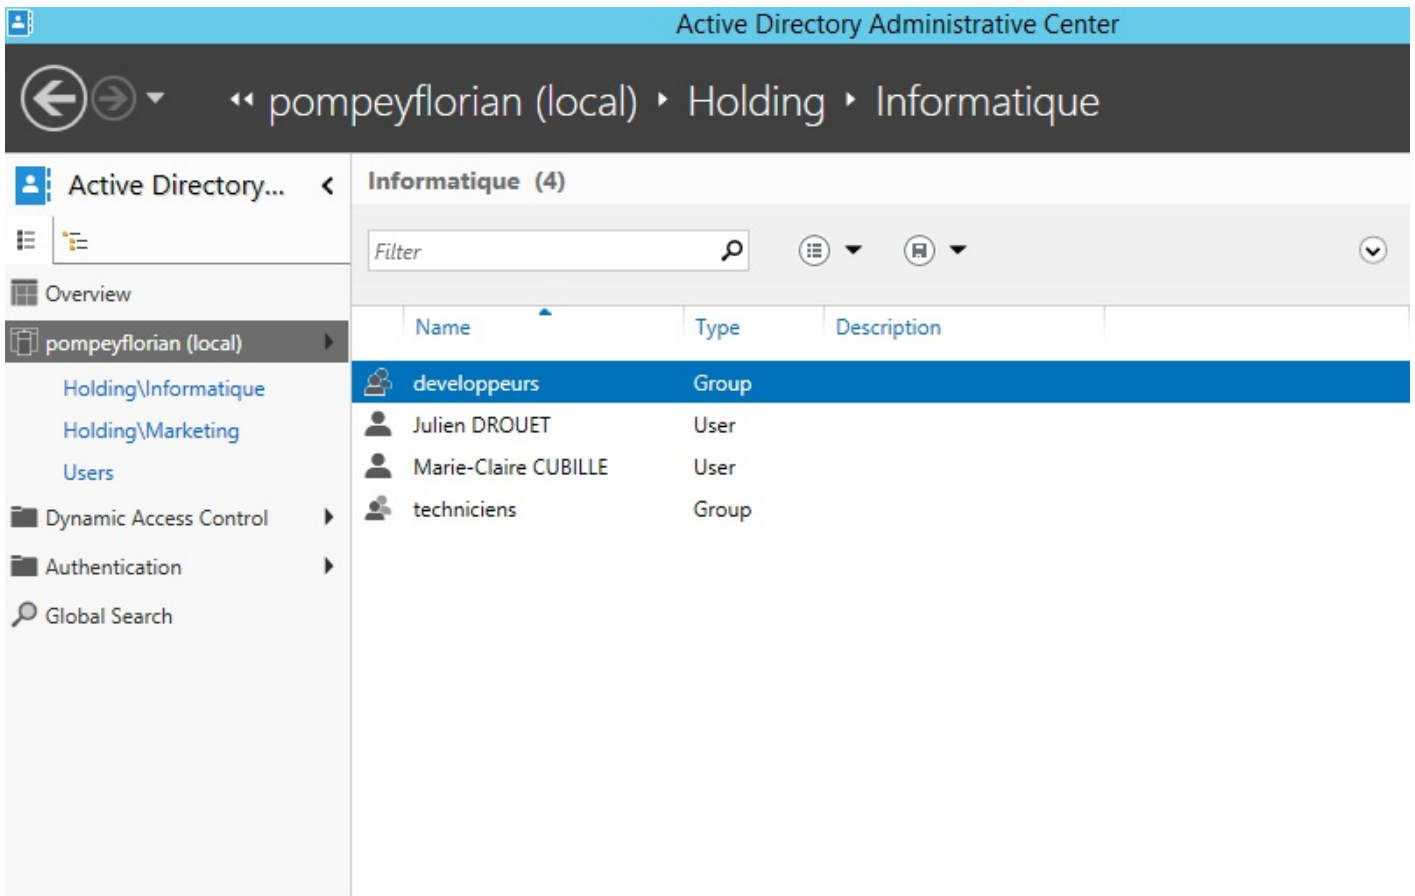 Active Directory Administrative Center
pompeyflorian (local) Holding Informatique
Active Directory...
Overview
pompeyflorian (local)
Holding\Informatique
Holding\Marketing
Users
Dynamic Access Control
Authentication
Global Search
Informatique (4)
Filter
Name Type Description
developpeurs Group
Julien DROUET User
Marie-Claire CUBILLE User
techniciens Group